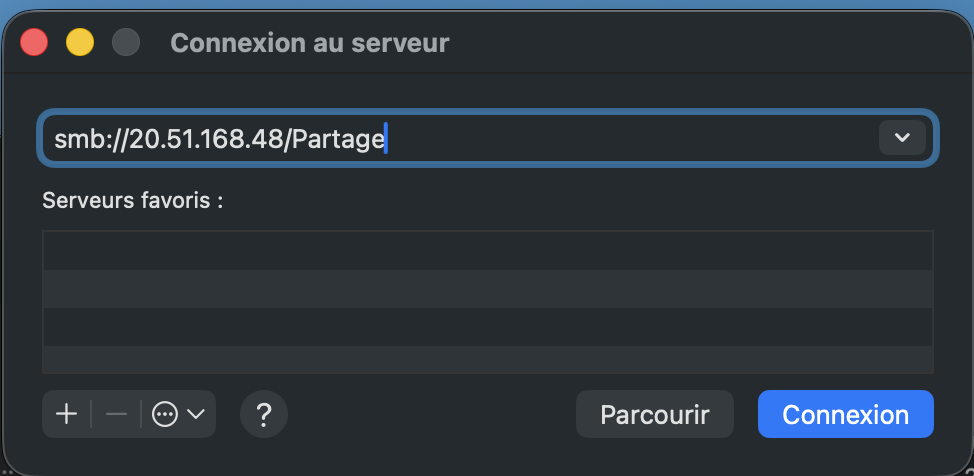 Connexion au serveur
smb://20.51.168.48/Partage
Serveurs favoris :
? Parcourir Connexion